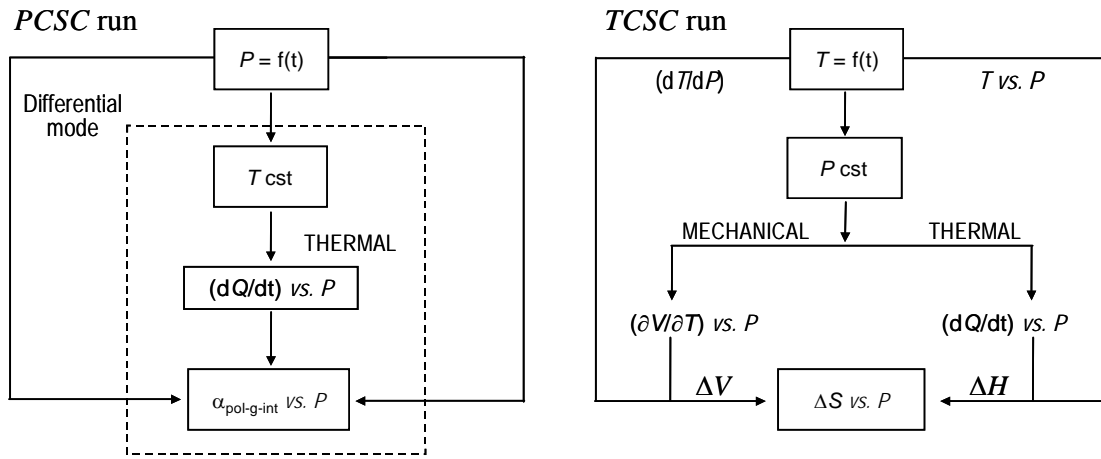 PCSC run
P = f(t)
Differential
mode
T cst
THERMAL
(dQ/dt) vs. P
αpol-g-int vs. P
TCSC run
T = f(t)
(dT/dP)
T vs. P
P cst
MECHANICAL
THERMAL
(∂V/∂T) vs. P
(dQ/dt) vs. P
ΔV
ΔS vs. P
ΔH